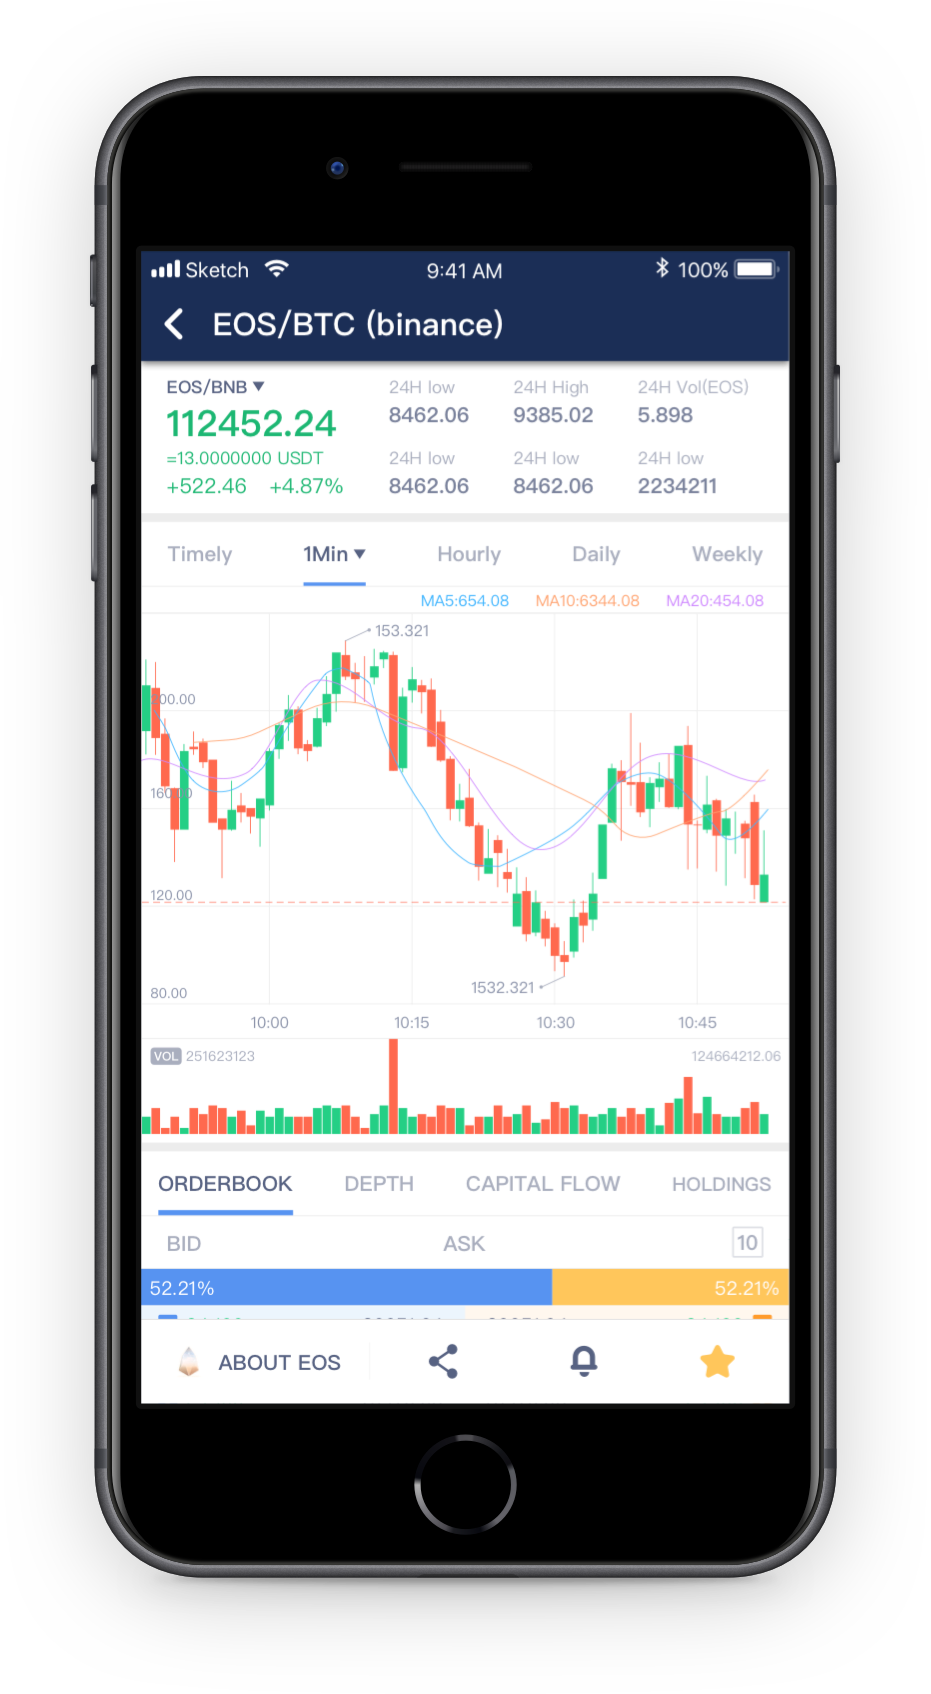 Sketch 9:41 AM 100%
EOS/BTC (binance)
EOS/BNB 24H low 24H High 24H Vol(EOS)
112452.24 8462.06 9385.02 5.898
=13.0000000 USDT 24H low 24H low 24H low
+522.46 +4.87% 8462.06 8462.06 2234211
Timely 1Min Hourly Daily Weekly
MA5:654.08 MA10:6344.08 MA20:454.08
153.321
160.00
120.00
1532.321
80.00
10:00 10:15 10:30 10:45
VOL 251623123 124664212.06
ORDERBOOK DEPTH CAPITAL FLOW HOLDINGS
BID ASK 10
52.21% 52.21%
ABOUT EOS